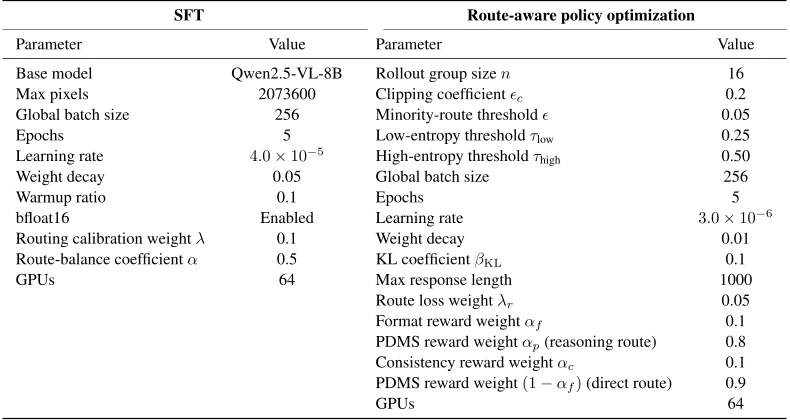 SFT Route-aware policy optimization
Parameter Value Parameter Value
Base model Qwen2.5-VL-8B Rollout group size n 16
Max pixels 2073600 Clipping coefficient ϵc 0.2
Global batch size 256 Minority-route threshold ϵ 0.05
Epochs 5 Low-entropy threshold τlow 0.25
Learning rate 4.0 × 10⁻⁵ High-entropy threshold τhigh 0.50
Weight decay 0.05 Global batch size 256
Warmup ratio 0.1 Epochs 5
bfloat16 Enabled Learning rate 3.0 × 10⁻⁶
Routing calibration weight λ 0.1 Weight decay 0.01
Route-balance coefficient α 0.5 KL coefficient βKL 0.1
GPUs 64 Max response length 1000
Route loss weight λr 0.05
Format reward weight αf 0.1
PDMS reward weight αp (reasoning route) 0.8
Consistency reward weight αc 0.1
PDMS reward weight (1 − αf) (direct route) 0.9
GPUs 64